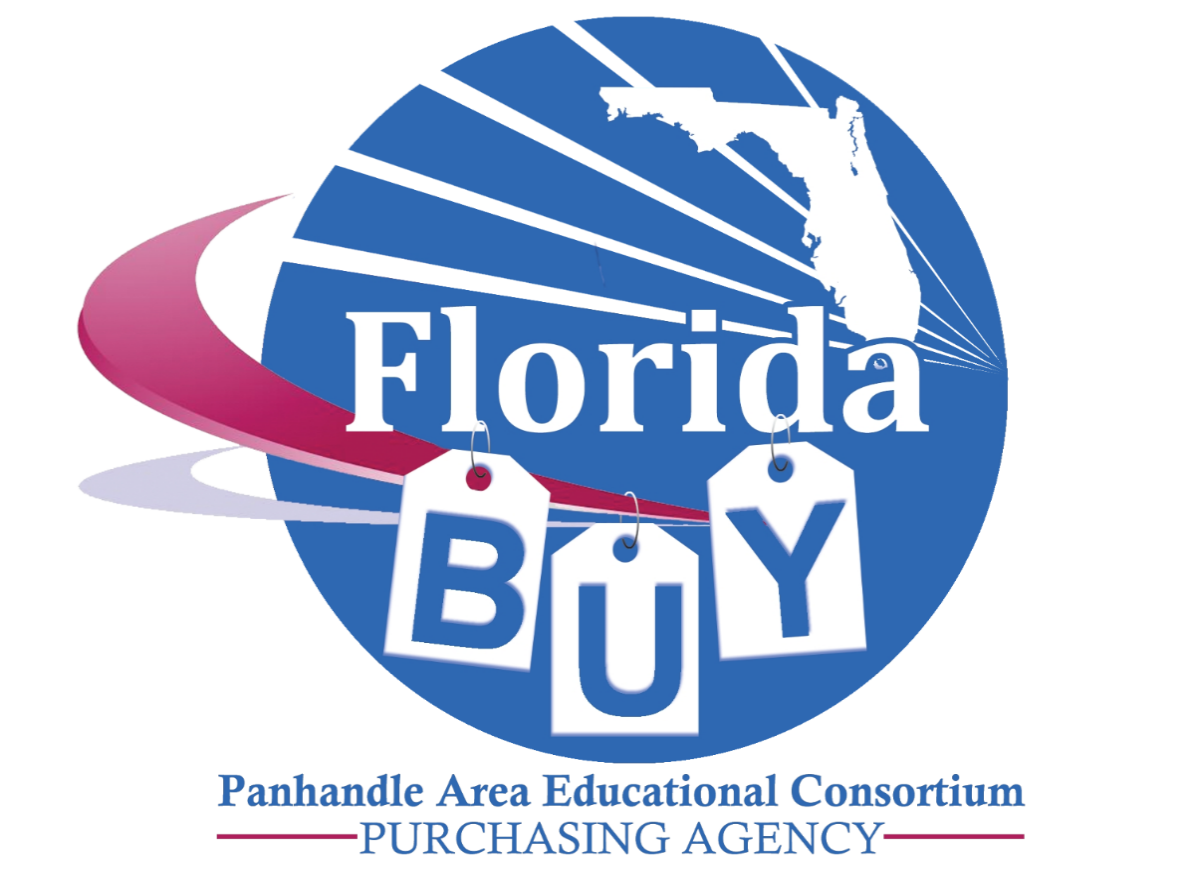 Florida
BUY
Panhandle Area Educational Consortium
PURCHASING AGENCY